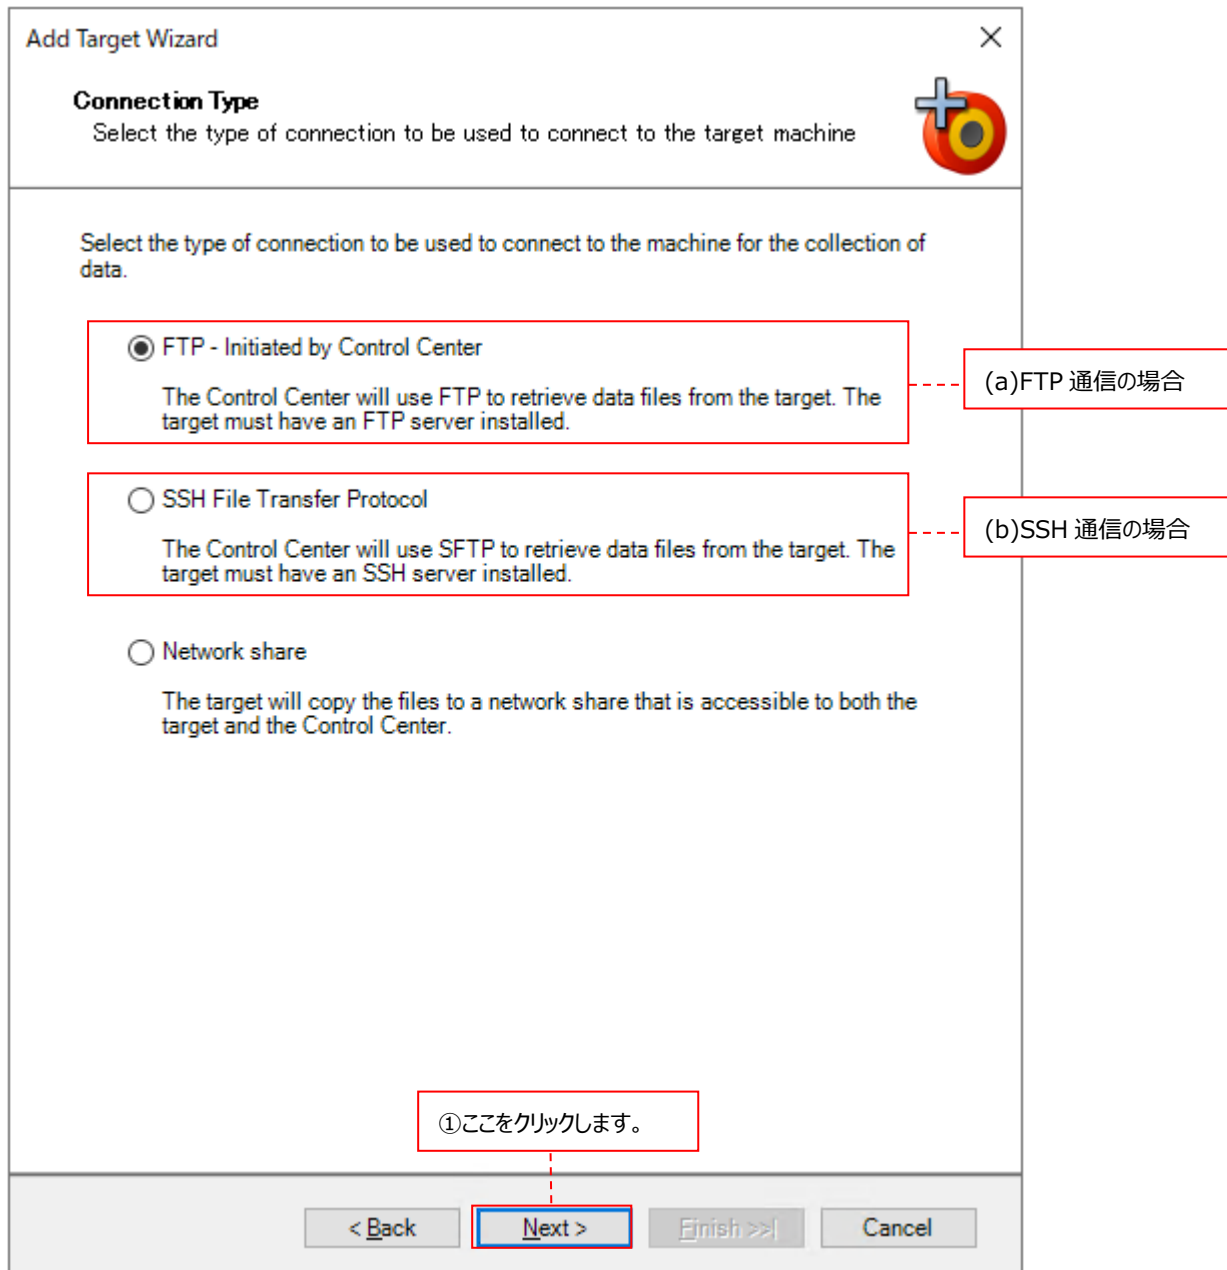 Add Target Wizard
Connection Type
Select the type of connection to be used to connect to the target machine
Select the type of connection to be used to connect to the machine for the collection of
data.
FTP - Initiated by Control Center
The Control Center will use FTP to retrieve data files from the target. The
target must have an FTP server installed.
(a)FTP 通信の場合
SSH File Transfer Protocol
The Control Center will use SFTP to retrieve data files from the target. The
target must have an SSH server installed.
(b)SSH 通信の場合
Network share
The target will copy the files to a network share that is accessible to both the
target and the Control Center.
①ここをクリックします。
< Back
Next >
Finish >>|
Cancel